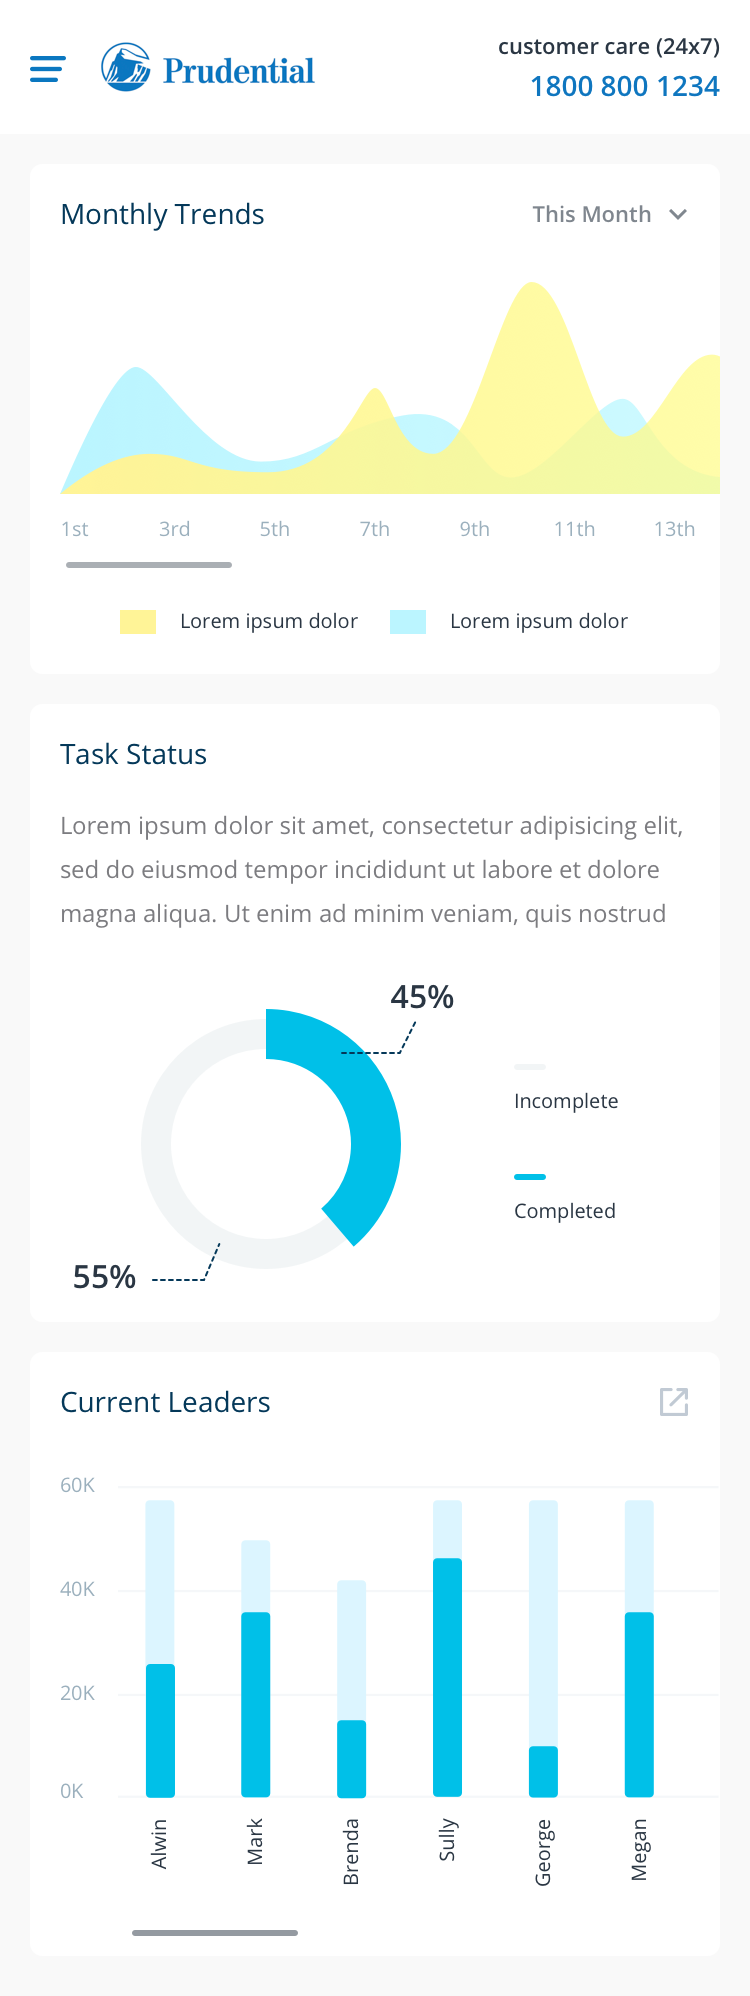 Prudential
customer care (24x7)
1800 800 1234
Monthly Trends
This Month
1st 3rd 5th 7th 9th 11th 13th
Lorem ipsum dolor Lorem ipsum dolor
Task Status
Lorem ipsum dolor sit amet, consectetur adipisicing elit,
sed do eiusmod tempor incididunt ut labore et dolore
magna aliqua. Ut enim ad minim veniam, quis nostrud
45%
Incomplete
Completed
55%
Current Leaders
60K
40K
20K
0K
Alwin Mark Brenda Sully George Megan